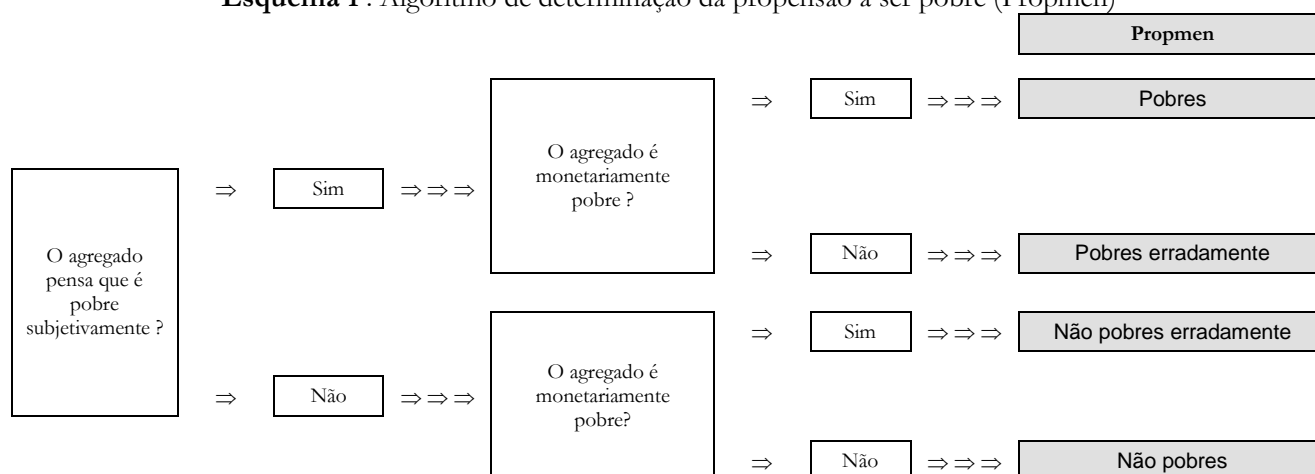 Esquema 1: Algoritmo de determinação da propensão a ser pobre (Propmen)
Propmen
⇒ Sim ⇒⇒⇒ Pobres
O agregado é
monetariamente
pobre ?
⇒ Sim ⇒⇒⇒
⇒ Não ⇒⇒⇒ Pobres erradamente
O agregado
pensa que é
pobre
subjetivamente ?
⇒ Sim ⇒⇒⇒ Não pobres erradamente
O agregado é
monetariamente
pobre?
⇒ Não ⇒⇒⇒
⇒ Não ⇒⇒⇒ Não pobres